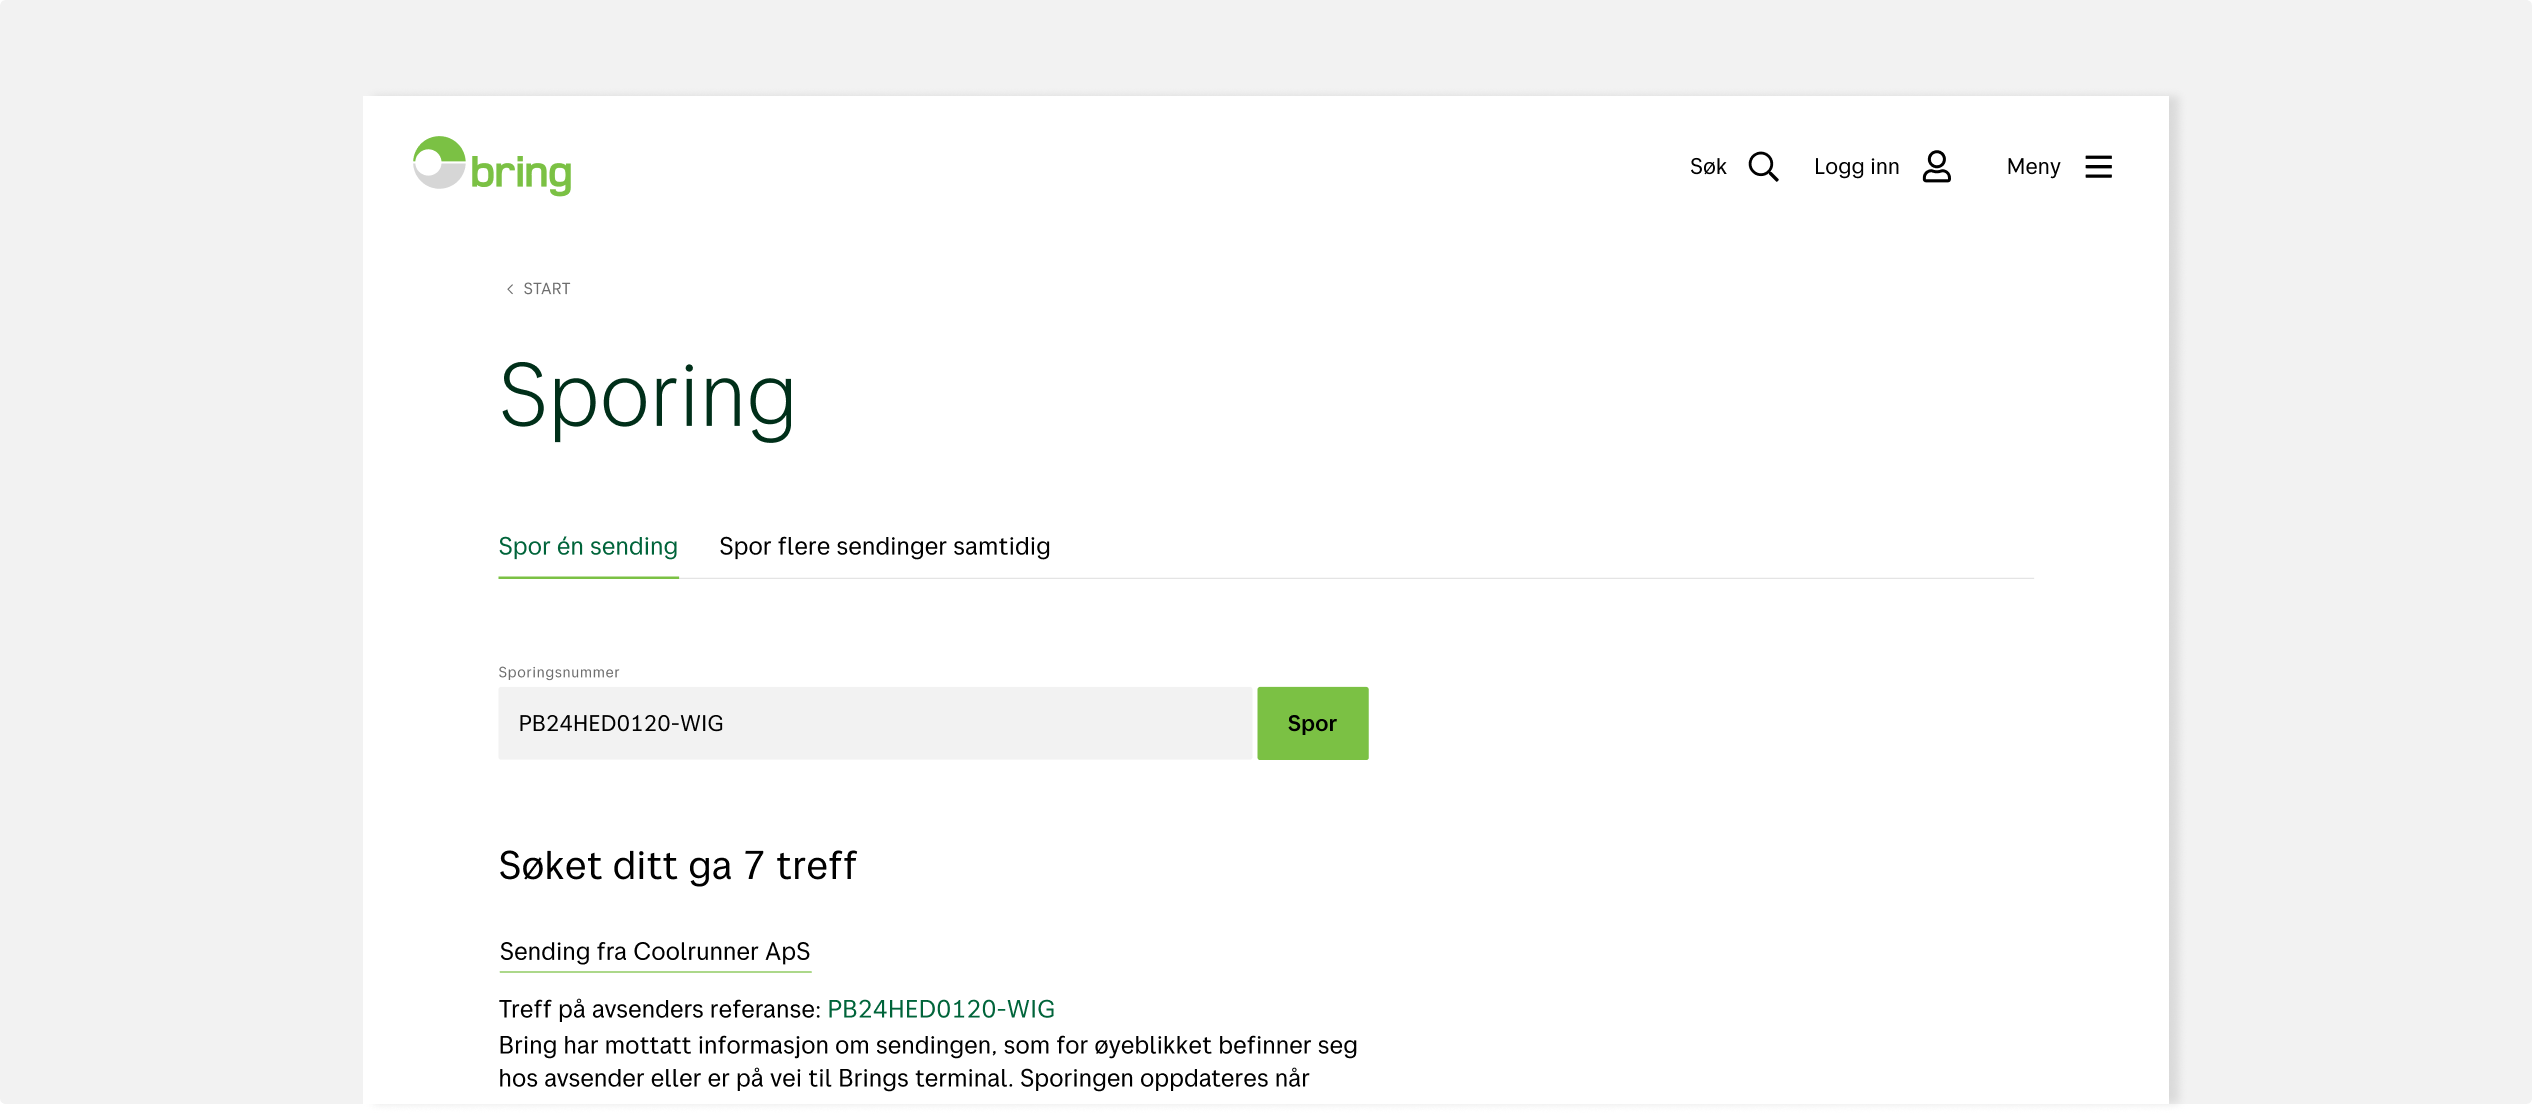 bring
Søk Logg inn Meny
START
Sporing
Spor én sending Spor flere sendinger samtidig
Sporingsnummer
PB24HED0120-WIG Spor
Søket ditt ga 7 treff
Sending fra Coolrunner ApS
Treff på avsenders referanse: PB24HED0120-WIG
Bring har mottatt informasjon om sendingen, som for øyeblikket befinner seg
hos avsender eller er på vei til Brings terminal. Sporingen oppdateres når